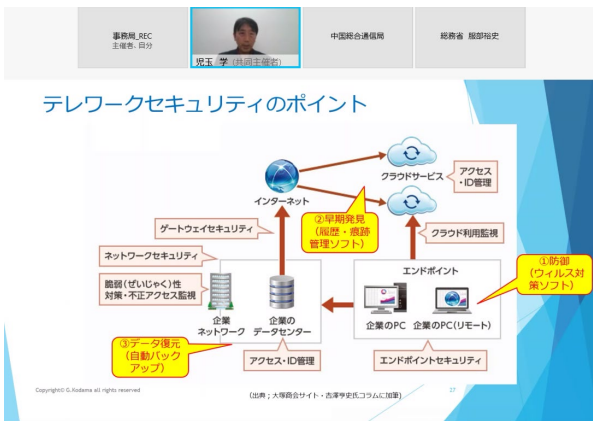 事務局_REC
主催者、自分
児玉 学 (共同主催者)
中国総合通信局
総務省 服部裕史
テレワークセキュリティのポイント
クラウドサービス
アクセス
・ID管理
インターネット
②早期発見
(履歴・痕跡
管理ソフト)
ゲートウェイセキュリティ
クラウド利用監視
ネットワークセキュリティ
①防御
(ウィルス対
策ソフト)
エンドポイント
脆弱(ぜいじゃく)性
対策・不正アクセス監視
企業
ネットワーク
企業の
データセンター
企業のPC
企業のPC(リモート)
③データ復元
(自動バック
アップ)
アクセス・ID管理
エンドポイントセキュリティ
Copyright© G.Kodama all rights reserved
(出典;大塚商会サイト・吉澤亨史氏コラムに加筆)
27